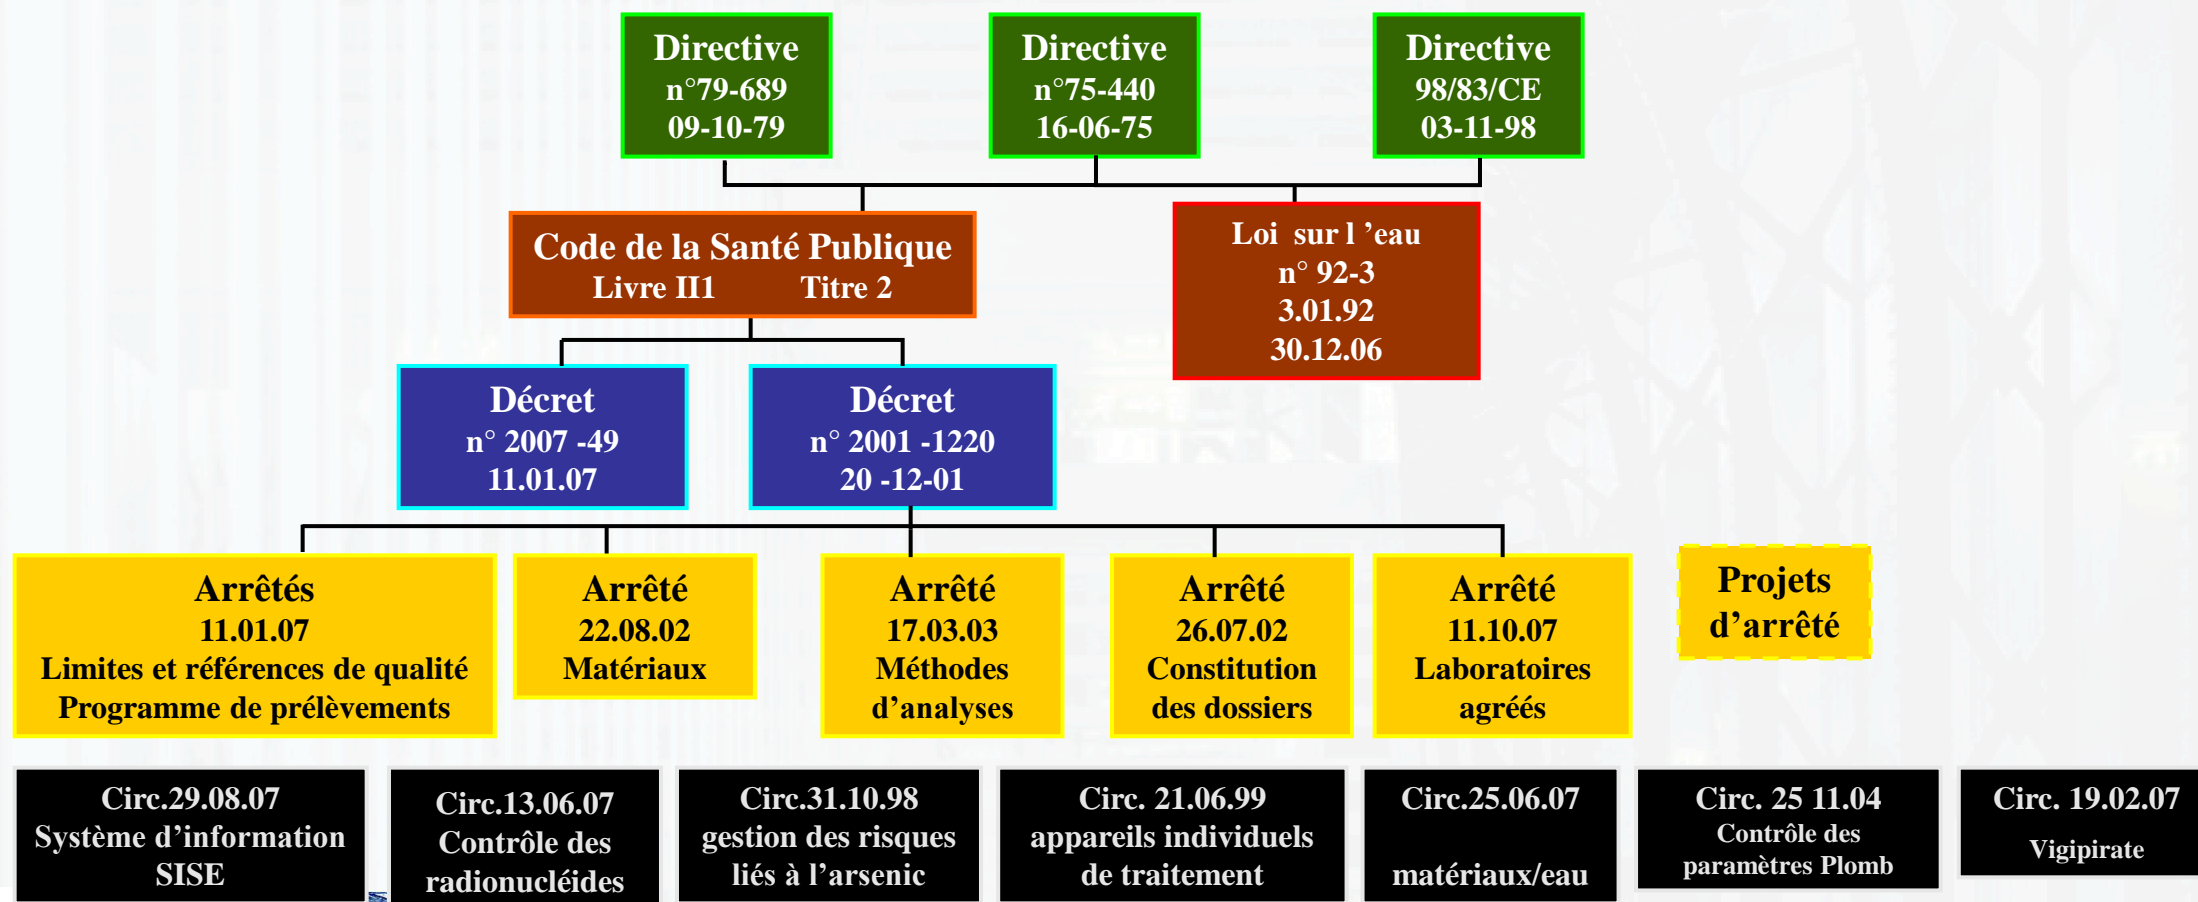 Directive
n°79-689
09-10-79
Directive
n°75-440
16-06-75
Directive
98/83/CE
03-11-98
Code de la Santé Publique
Livre II1 Titre 2
Loi sur l ’eau
n° 92-3
3.01.92
30.12.06
Décret
n° 2007 -49
11.01.07
Décret
n° 2001 -1220
20 -12-01
Arrêtés
11.01.07
Limites et références de qualité
Programme de prélèvements
Arrêté
22.08.02
Matériaux
Arrêté
17.03.03
Méthodes
d’analyses
Arrêté
26.07.02
Constitution
des dossiers
Arrêté
11.10.07
Laboratoires
agréés
Projets
d’arrêté
Circ.29.08.07
Système d’information
SISE
Circ.13.06.07
Contrôle des
radionucléides
Circ.31.10.98
gestion des risques
liés à l’arsenic
Circ. 21.06.99
appareils individuels
de traitement
Circ.25.06.07
matériaux/eau
Circ. 25 11.04
Contrôle des
paramètres Plomb
Circ. 19.02.07
Vigipirate